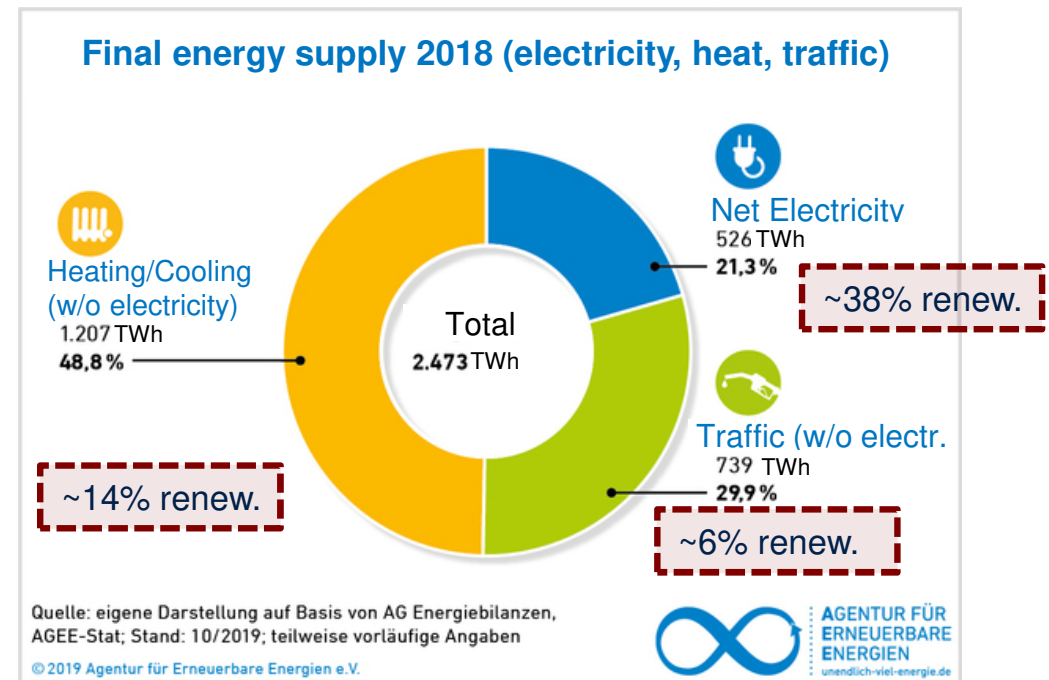 Final energy supply 2018 (electricity, heat, traffic)
Net Electricity
526 TWh
21,3 %
~38% renew.
Heating/Cooling
(w/o electricity)
1.207 TWh
48,8 %
~14% renew.
Total
2.473 TWh
Traffic (w/o electr.
739 TWh
29,9 %
~6% renew.
Quelle: eigene Darstellung auf Basis von AG Energiebilanzen,
AGEE-Stat; Stand: 10/2019; teilweise vorläufige Angaben
© 2019 Agentur für Erneuerbare Energien e.V.
AGENTUR FÜR
ERNEUERBARE
ENERGIEN
unendlich-viel-energie.de